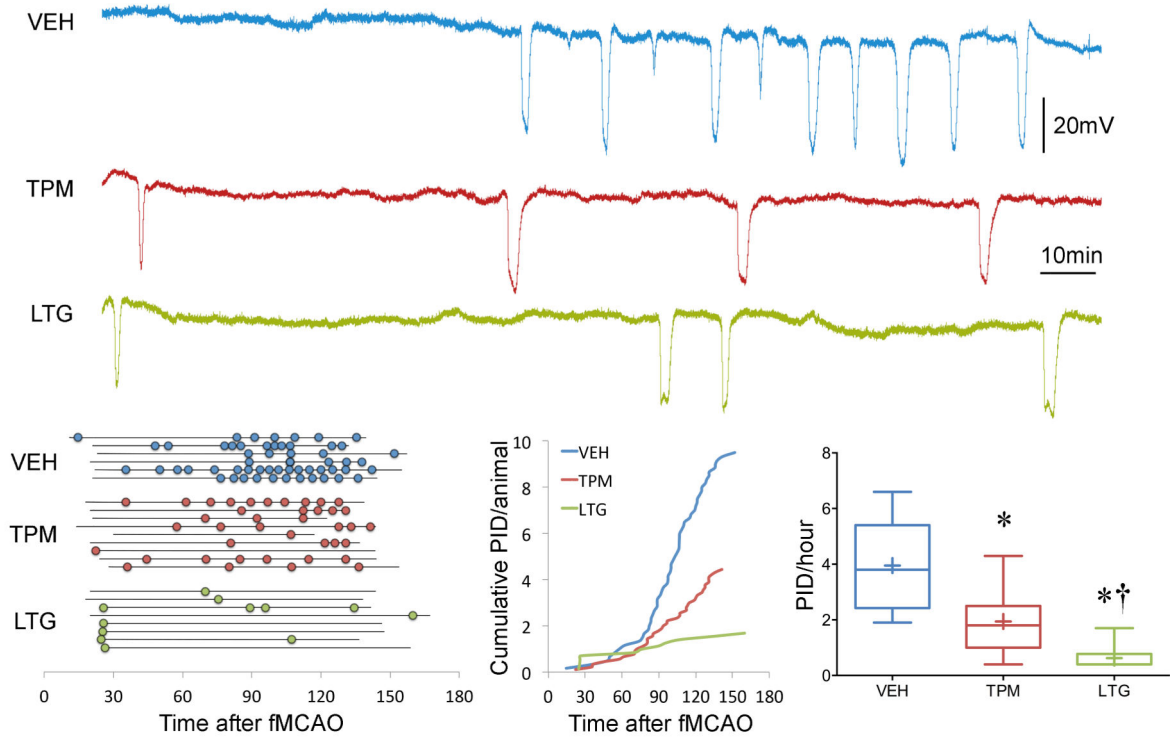 VEH
20mV
TPM
10min
LTG
VEH
TPM
LTG
0 30 60 90 120 150 180
Time after fMCAO
Cumulative PID/animal
10
8
6
4
2
0
VEH
TPM
LTG
0 30 60 90 120 150 180
Time after fMCAO
PID/hour
8
6
4
2
0
*
*†
VEH TPM LTG